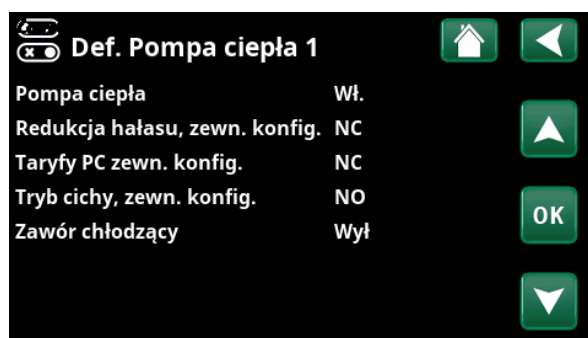 Def. Pompa ciepła 1
Pompa ciepła Wł.
Redukcja hałasu, zewn. konfig. NC
Taryfy PC zewn. konfig. NC
Tryb cichy, zewn. konfig. NO
Zawór chłodzący Wył
OK